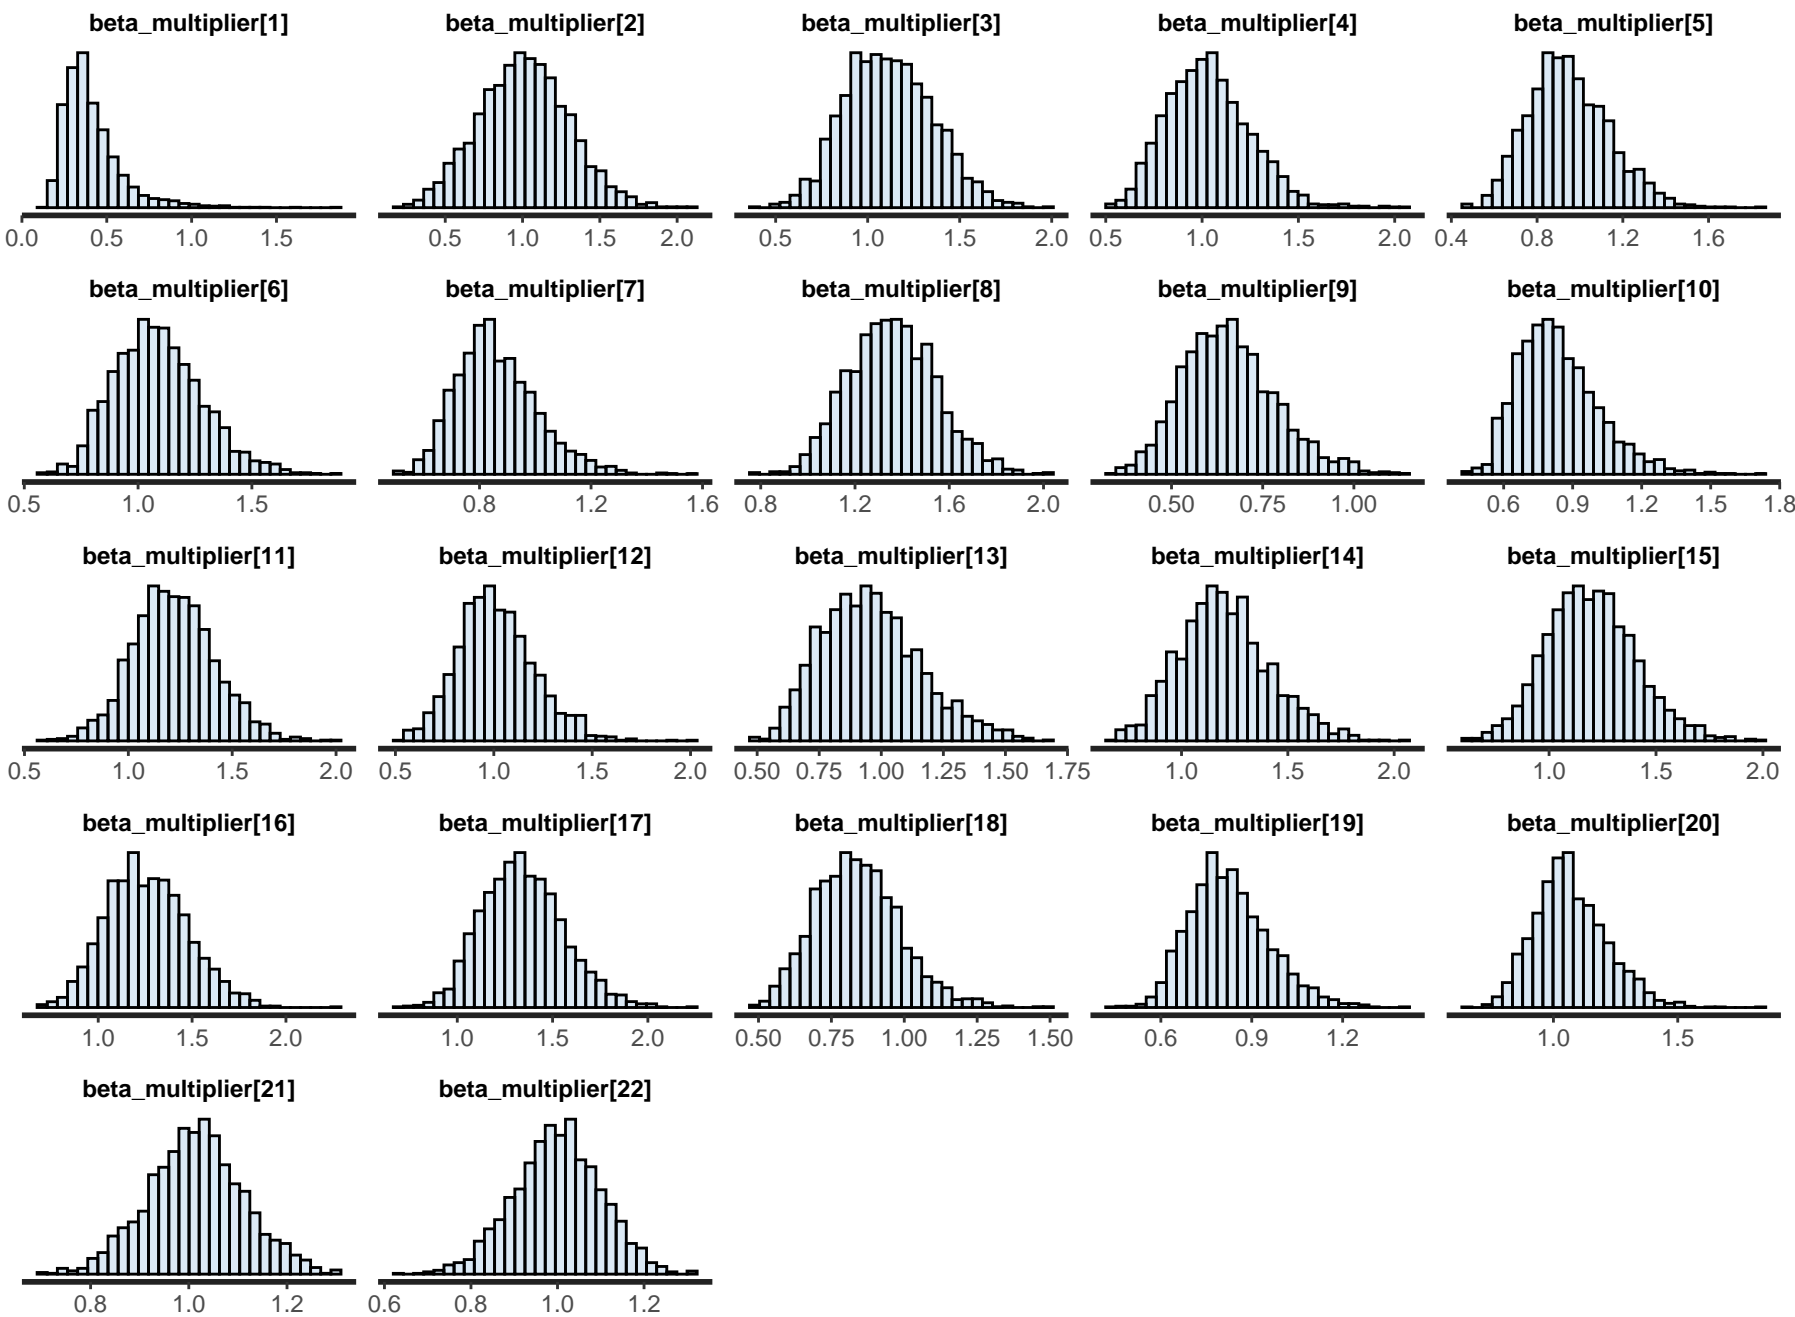 beta_multiplier[1] beta_multiplier[2] beta_multiplier[3] beta_multiplier[4] beta_multiplier[5]
0.0 0.5 1.0 1.5 0.5 1.0 1.5 2.0 0.5 1.0 1.5 2.0 0.5 1.0 1.5 2.0 0.4 0.8 1.2 1.6
beta_multiplier[6] beta_multiplier[7] beta_multiplier[8] beta_multiplier[9] beta_multiplier[10]
0.5 1.0 1.5 0.8 1.2 1.6 0.8 1.2 1.6 2.0 0.50 0.75 1.00 0.6 0.9 1.2 1.5 1.8
beta_multiplier[11] beta_multiplier[12] beta_multiplier[13] beta_multiplier[14] beta_multiplier[15]
0.5 1.0 1.5 2.0 0.5 1.0 1.5 2.0 0.50 0.75 1.00 1.25 1.50 1.75 1.0 1.5 2.0 1.0 1.5 2.0
beta_multiplier[16] beta_multiplier[17] beta_multiplier[18] beta_multiplier[19] beta_multiplier[20]
1.0 1.5 2.0 1.0 1.5 2.0 0.50 0.75 1.00 1.25 1.50 0.6 0.9 1.2 1.0 1.5
beta_multiplier[21] beta_multiplier[22]
0.8 1.0 1.2 0.6 0.8 1.0 1.2